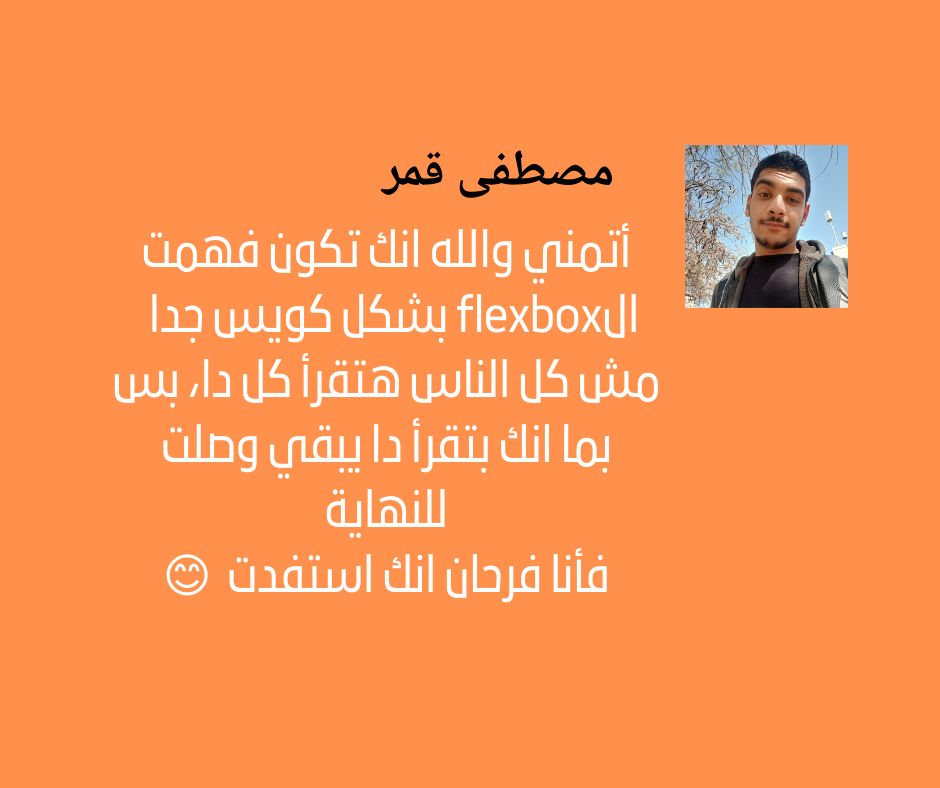 مصطفى قمر
أتمني والله انك تكون فهمت
الflexbox بشكل كويس جدا
مش كل الناس هتقرأ كل دا، بس
بما انك بتقرأ دا يبقي وصلت
للنهاية
فأنا فرحان انك استفدت 😊